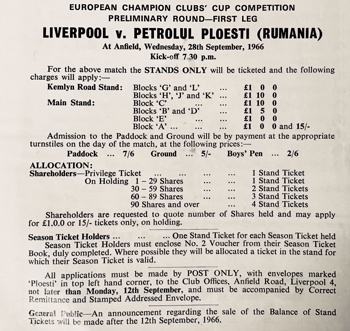 EUROPEAN CHAMPION CLUBS' CUP COMPETITION
PRELIMINARY ROUND—FIRST LEG
LIVERPOOL v. PETROLUL PLOESTI (RUMANIA)
At Anfield, Wednesday, 28th September, 1966
Kick-off 7.30 p.m.
For the above match the STANDS ONLY will be ticketed and the following
charges will apply:—
Kemlyn Road Stand: Blocks 'G' and 'L' ... £1 0 0
Blocks 'H', 'J' and 'K' ... £1 10 0
Main Stand: Block 'C' ... ... £1 10 0
Blocks 'B' and 'D' ... £1 5 0
Block 'E' ... ... £1 0 0
Block 'A' ... ... ... £1 0 0 and 15/-
Admission to the Paddock and Ground will be by payment at the appropriate
turnstiles on the day of the match, at the following prices:—
Paddock ... 7/6 Ground ... 5/- Boys' Pen ... 2/6
ALLOCATION:
Shareholders—Privilege Ticket ... ... ... 1 Stand Ticket
On Holding 1 – 29 Shares ... ... 1 Stand Ticket
30 – 59 Shares ... ... 2 Stand Tickets
60 – 89 Shares ... ... 3 Stand Tickets
90 Shares and over ... 4 Stand Tickets
Shareholders are requested to quote number of Shares held and may apply
for £1.0.0 or 15/- tickets only, on holding.
Season Ticket Holders ... ... ... One Stand Ticket for each Season Ticket held
Season Ticket Holders must enclose No. 2 Voucher from their Season Ticket
Book, duly completed. Where possible they will be allocated a ticket in the stand
for which their Season Ticket is valid.
All applications must be made by POST ONLY, with envelopes marked
'Ploesti' in top left hand corner, to the Club Offices, Anfield Road, Liverpool 4,
not later than Monday, 12th September, and must be accompanied by Correct
Remittance and Stamped Addressed Envelope.
General Public—An announcement regarding the sale of the Balance of Stand
Tickets will be made after the 12th September, 1966.